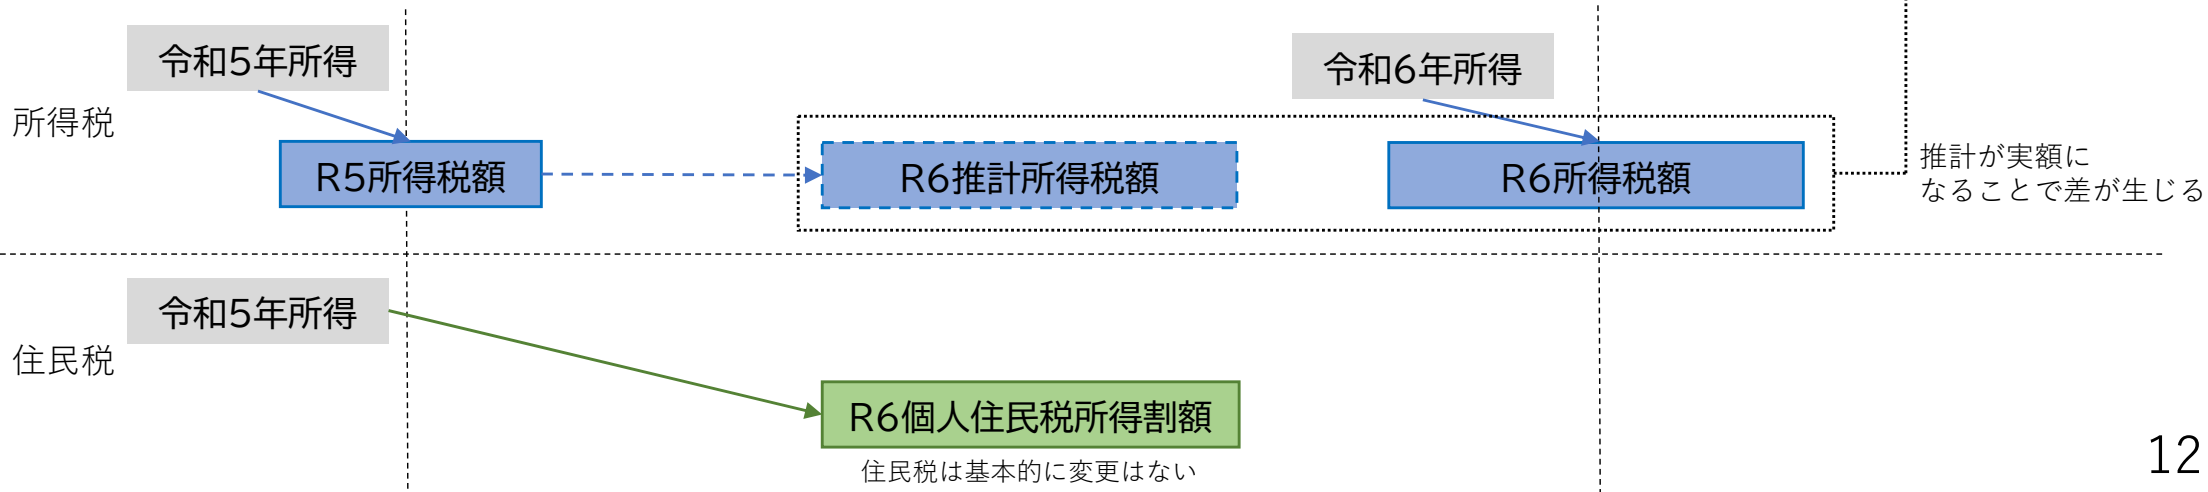 令和5年所得
令和6年所得
所得税
R5所得税額
R6推計所得税額
R6所得税額
推計が実額に
なることで差が生じる
令和5年所得
住民税
R6個人住民税所得割額
住民税は基本的に変更はない
12